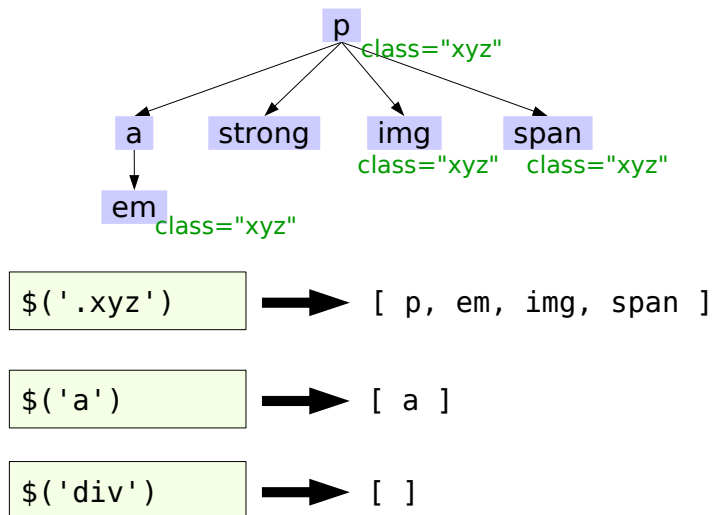 p
class="xyz"
a strong img span
class="xyz" class="xyz"
em
class="xyz"
$('.xyz') [ p, em, img, span ]
$('a') [ a ]
$('div') [ ]